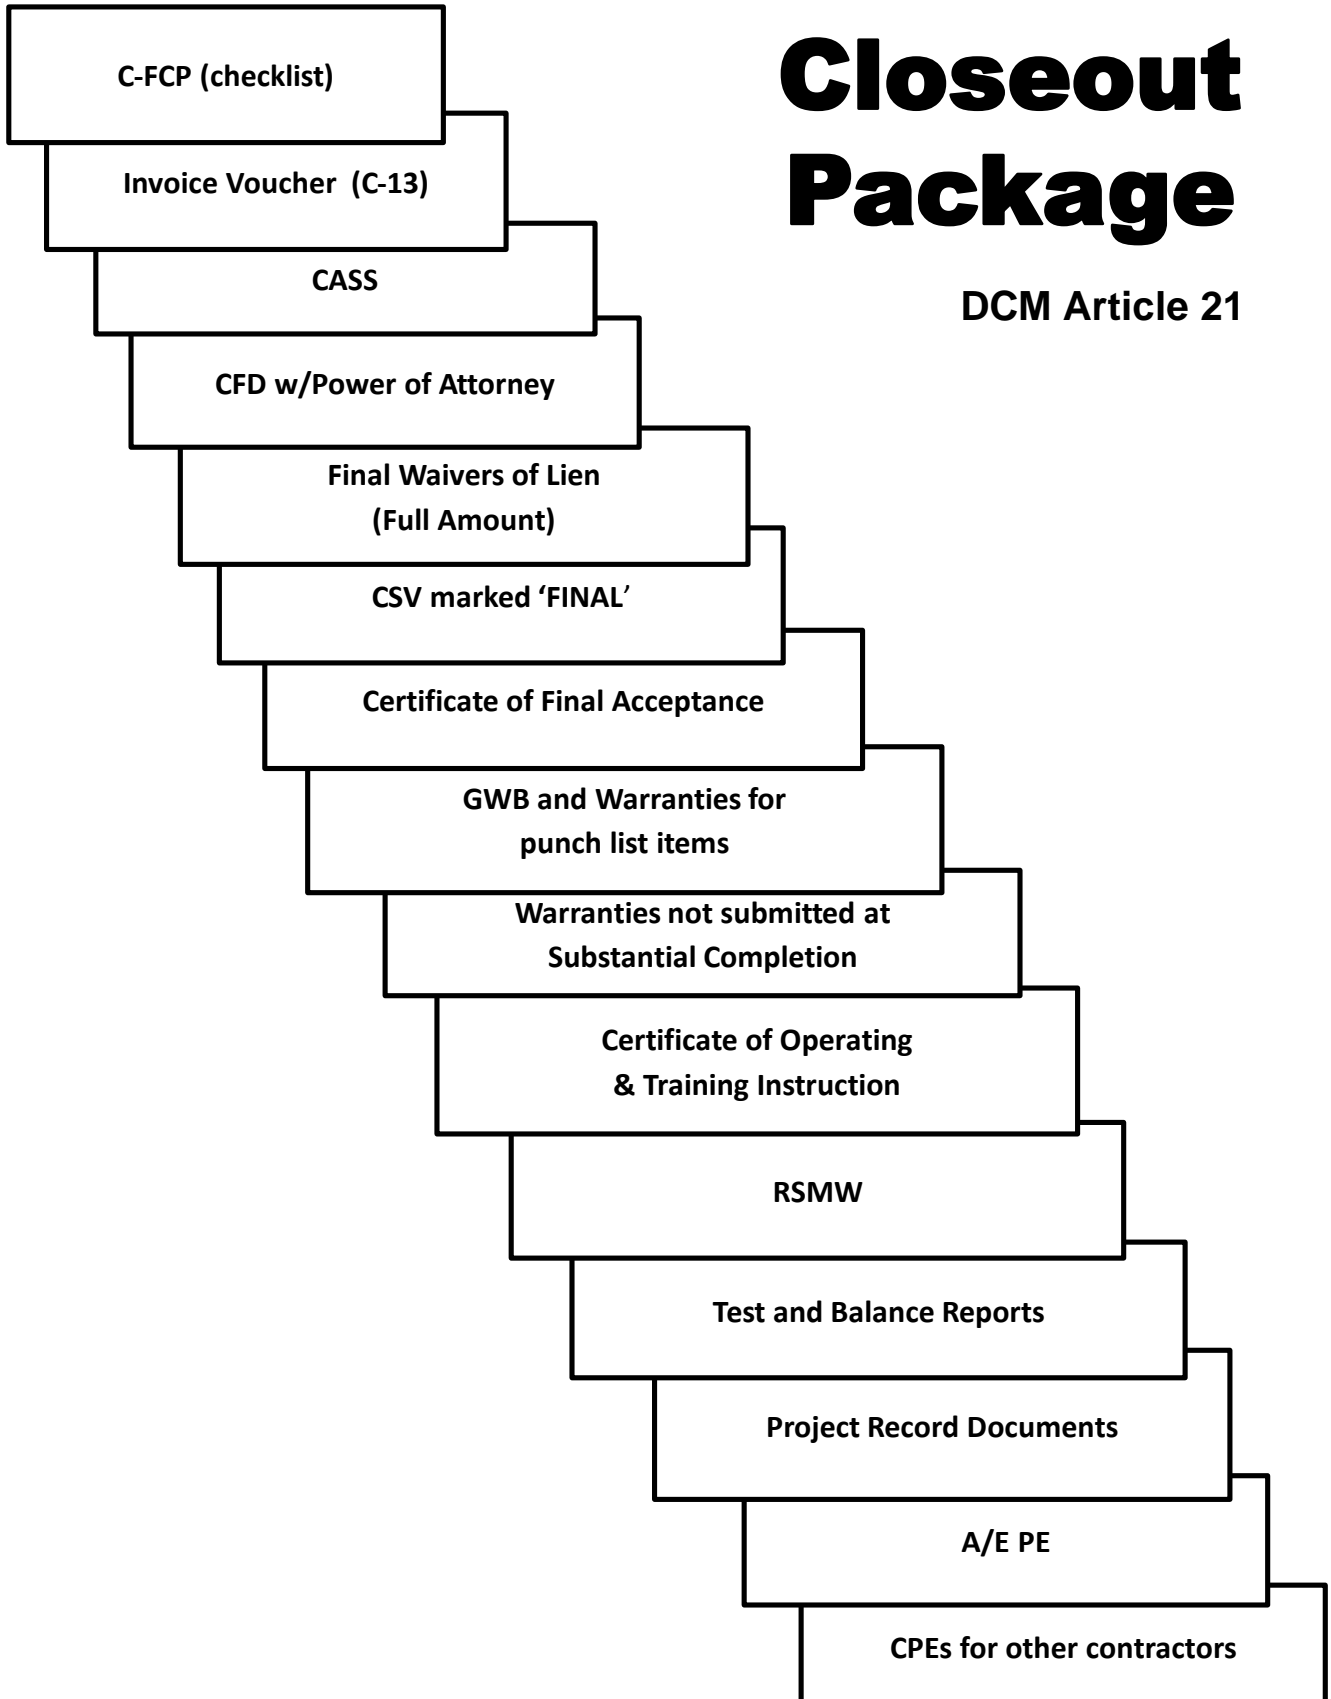 Closeout
Package
DCM Article 21
C-FCP (checklist)
Invoice Voucher (C-13)
CASS
CFD w/Power of Attorney
Final Waivers of Lien
(Full Amount)
CSV marked ‘FINAL’
Certificate of Final Acceptance
GWB and Warranties for
punch list items
Warranties not submitted at
Substantial Completion
Certificate of Operating
& Training Instruction
RSMW
Test and Balance Reports
Project Record Documents
A/E PE
CPEs for other contractors